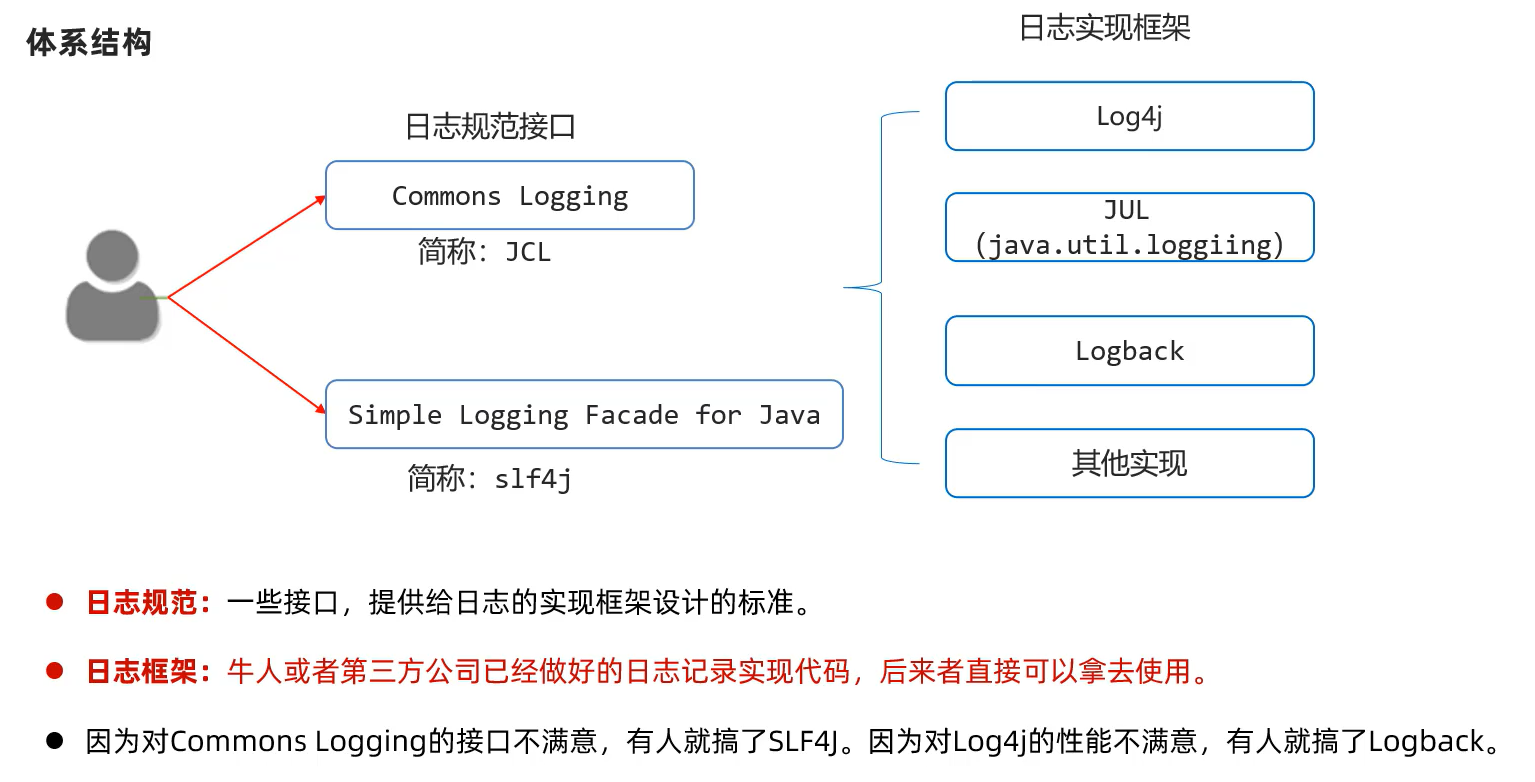 体系结构
日志规范接口
Commons Logging
简称：JCL
Simple Logging Facade for Java
简称：slf4j
日志实现框架
Log4j
JUL
（java.util.loggiing）
Logback
其他实现
日志规范：一些接口，提供给日志的实现框架设计的标准。
日志框架：牛人或者第三方公司已经做好的日志记录实现代码，后来者直接可以拿去使用。
因为对Commons Logging的接口不满意，有人就搞了SLF4J。因为对Log4j的性能不满意，有人就搞了Logback。